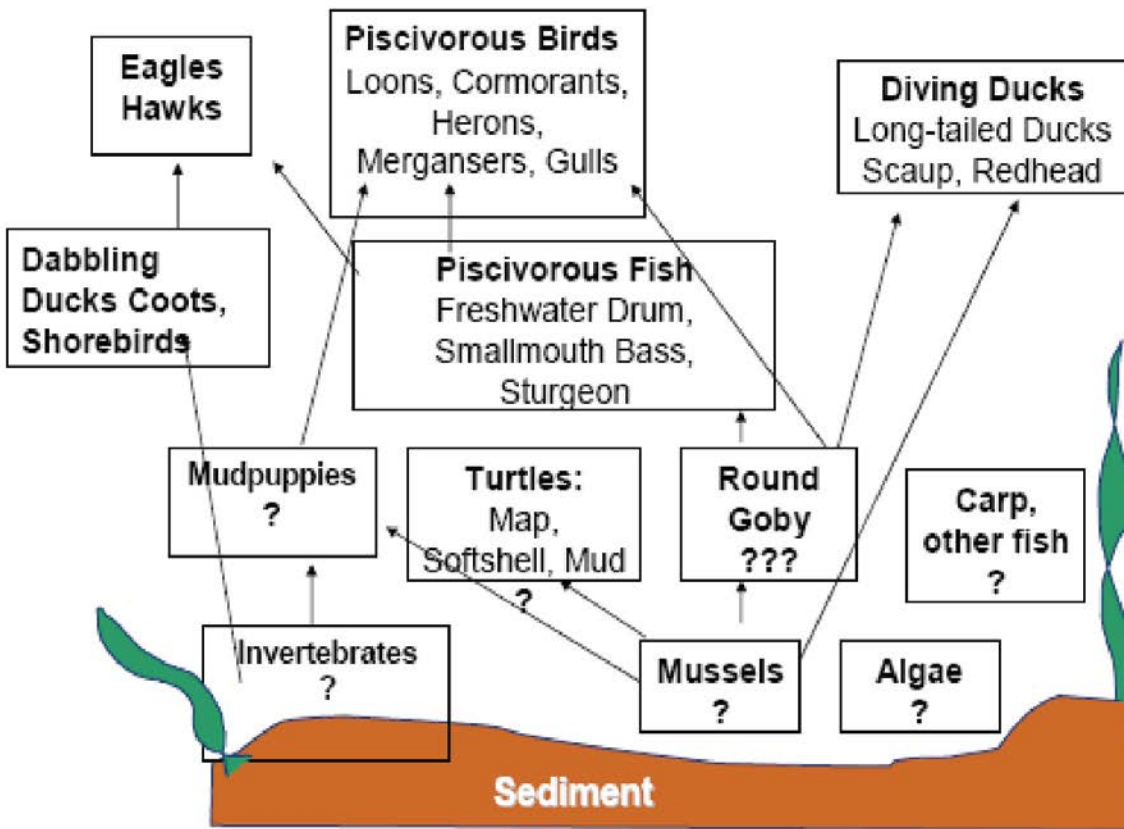 Eagles
Hawks
Piscivorous Birds
Loons, Cormorants,
Herons,
Mergansers, Gulls
Diving Ducks
Long-tailed Ducks
Scaup, Redhead
Dabbling
Ducks Coots,
Shorebirds
Piscivorous Fish
Freshwater Drum,
Smallmouth Bass,
Sturgeon
Mudpuppies
?
Turtles:
Map,
Softshell, Mud
?
Round
Goby
???
Carp,
other fish
?
Invertebrates
?
Mussels
?
Algae
?
Sediment